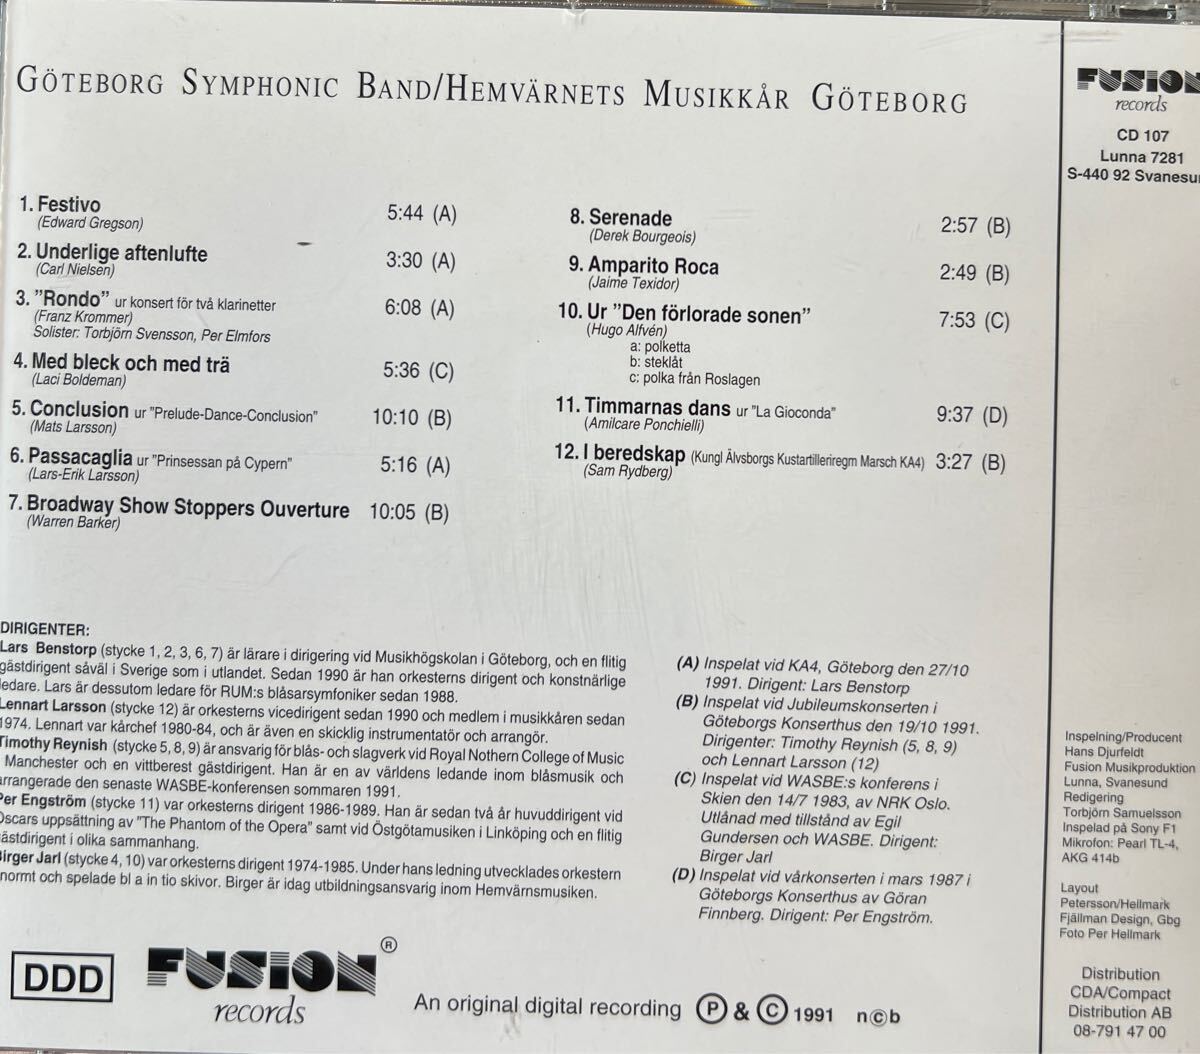 GÖTEBORG SYMPHONIC BAND/HEMVÄRNETS MUSIKKÅR GÖTEBORG
1. Festivo 5:44 (A)
(Edward Gregson)
2. Underlige aftenlufte 3:30 (A)
(Carl Nielsen)
3. ”Rondo” ur konsert för två klarinetter 6:08 (A)
(Franz Krommer)
Solister: Torbjörn Svensson, Per Elmfors
4. Med bleck och med trä 5:36 (C)
(Laci Boldeman)
5. Conclusion ur ”Prelude-Dance-Conclusion” 10:10 (B)
(Mats Larsson)
6. Passacaglia ur ”Prinsessan på Cypern” 5:16 (A)
(Lars-Erik Larsson)
7. Broadway Show Stoppers Ouverture 10:05 (B)
(Warren Barker)
8. Serenade 2:57 (B)
(Derek Bourgeois)
9. Amparito Roca 2:49 (B)
(Jaime Texidor)
10. Ur ”Den förlorade sonen” 7:53 (C)
(Hugo Alfvén)
a: polketta
b: steklåt
c: polka från Roslagen
11. Timmarnas dans ur ”La Gioconda” 9:37 (D)
(Amilcare Ponchielli)
12. I beredskap (Kungl Älvsborgs Kustartilleriregm Marsch KA4) 3:27 (B)
(Sam Rydberg)
DIRIGENTER:
Lars Benstorp (stycke 1, 2, 3, 6, 7) är lärare i dirigering vid Musikhögskolan i Göteborg, och en flitig
gästdirigent såväl i Sverige som i utlandet. Sedan 1990 är han orkesterns dirigent och konstnärlige
ledare. Lars är dessutom ledare för RUM:s blåsarsymfoniker sedan 1988.
Lennart Larsson (stycke 12) är orkesterns vicedirigent sedan 1990 och medlem i musikkåren sedan
1974. Lennart var kårchef 1980-84, och är även en skicklig instrumentatör och arrangör.
Timothy Reynish (stycke 5, 8, 9) är ansvarig för blås- och slagverk vid Royal Nothern College of Music
Manchester och en vittberest gästdirigent. Han är en av världens ledande inom blåsmusik och
arrangerade den senaste WASBE-konferensen sommaren 1991.
Per Engström (stycke 11) var orkesterns dirigent 1986-1989. Han är sedan två år huvuddirigent vid
Oscars uppsättning av ”The Phantom of the Opera” samt vid Östgötamusiken i Linköping och en flitig
gästdirigent i olika sammanhang.
Birger Jarl (stycke 4, 10) var orkesterns dirigent 1974-1985. Under hans ledning utvecklades orkestern
normt och spelade bl a in tio skivor. Birger är idag utbildningsansvarig inom Hemvärnsmusiken.
(A) Inspelat vid KA4, Göteborg den 27/10
1991. Dirigent: Lars Benstorp
(B) Inspelat vid Jubileumskonserten i
Göteborgs Konserthus den 19/10 1991.
Dirigenter: Timothy Reynish (5, 8, 9)
och Lennart Larsson (12)
(C) Inspelat vid WASBE:s konferens i
Skien den 14/7 1983, av NRK Oslo.
Utlånad med tillstånd av Egil
Gundersen och WASBE. Dirigent:
Birger Jarl
(D) Inspelat vid vårkonserten i mars 1987 i
Göteborgs Konserthus av Göran
Finnberg. Dirigent: Per Engström.
DDD
FUSION ®
records
An original digital recording Ⓟ & © 1991 n©b
FUSION
records
CD 107
Lunna 7281
S-440 92 Svanesun
Inspelning/Producent
Hans Djurfeldt
Fusion Musikproduktion
Lunna, Svanesund
Redigering
Torbjörn Samuelsson
Inspelad på Sony F1
Mikrofon: Pearl TL-4,
AKG 414b
Layout
Petersson/Hellmark
Fjällman Design, Gbg
Foto Per Hellmark
Distribution
CDA/Compact
Distribution AB
08-791 47 00